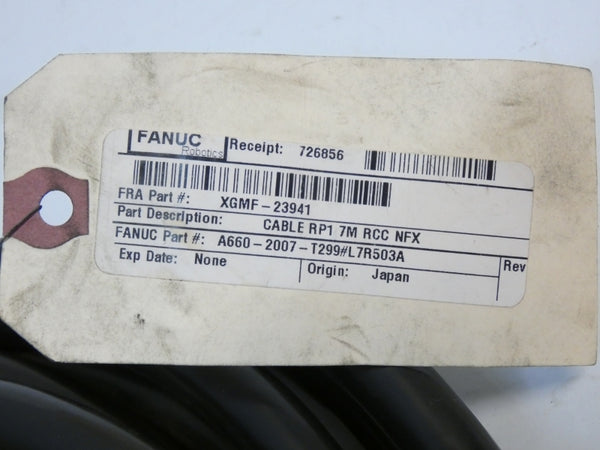 FANUC
Robotics
Receipt: 726856
FRA Part #: XGMF-23941
Part Description: CABLE RP1 7M RCC NFX
FANUC Part #: A660-2007-T299#L7R503A
Exp Date: None Origin: Japan Rev